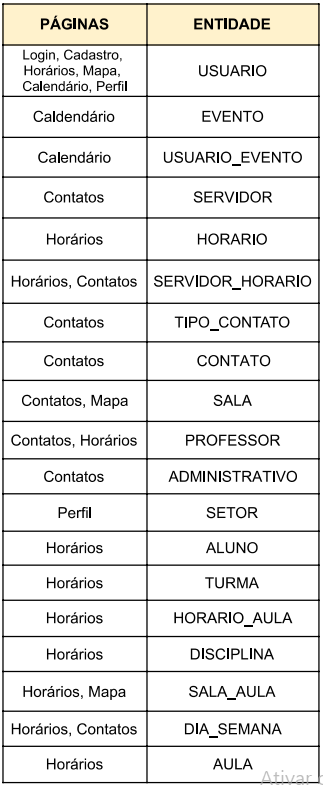 PÁGINAS ENTIDADE
Login, Cadastro,
Horários, Mapa,
Calendário, Perfil
USUARIO
Caldendário EVENTO
Calendário USUARIO_EVENTO
Contatos SERVIDOR
Horários HORARIO
Horários, Contatos SERVIDOR_HORARIO
Contatos TIPO_CONTATO
Contatos CONTATO
Contatos, Mapa SALA
Contatos, Horários PROFESSOR
Contatos ADMINISTRATIVO
Perfil SETOR
Horários ALUNO
Horários TURMA
Horários HORARIO_AULA
Horários DISCIPLINA
Horários, Mapa SALA_AULA
Horários, Contatos DIA_SEMANA
Horários AULA
Ativar